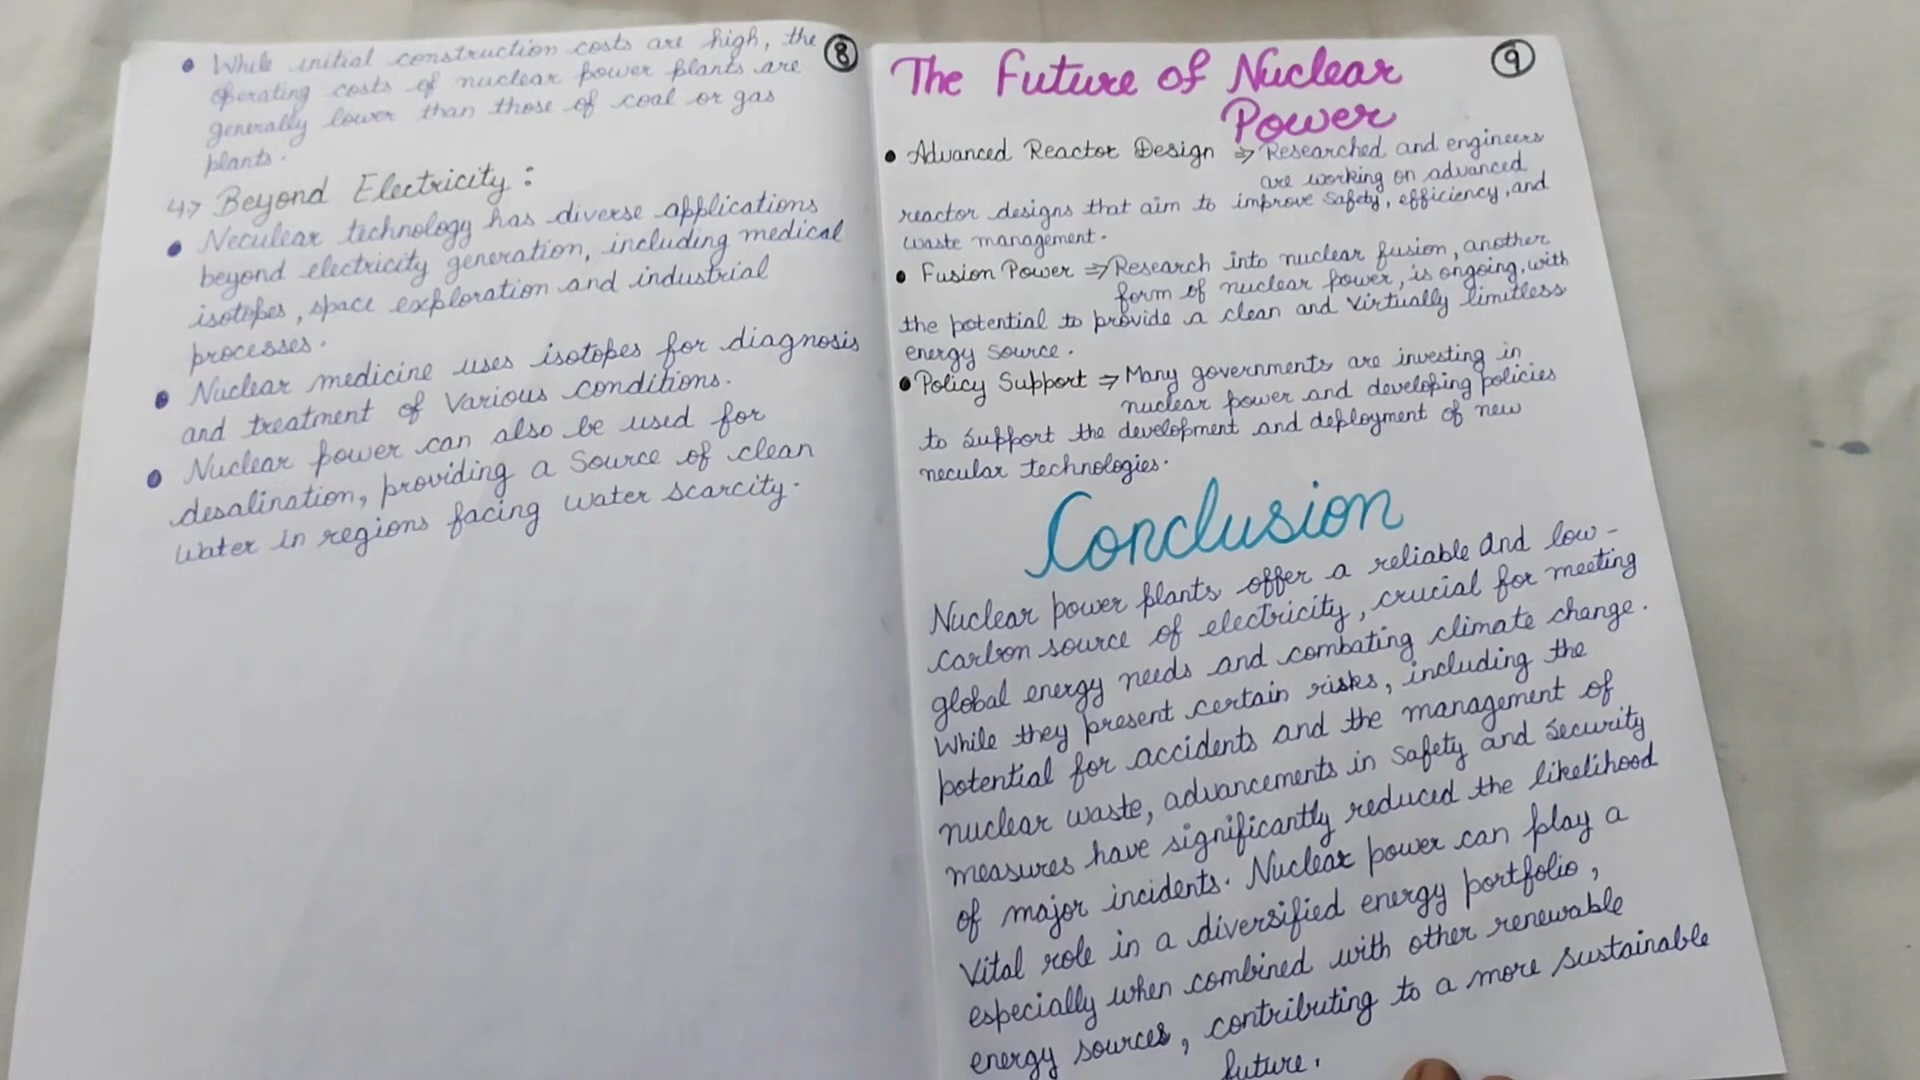 • While initial construction costs are high, the
operating costs of nuclear power plants are
generally lower than those of coal or gas
plants.
8
4→ Beyond Electricity :
• Neculear technology has diverse applications
beyond electricity generation, including medical
isotopes, space exploration and industrial
processes.
• Nuclear medicine uses isotopes for diagnosis
and treatment of Various conditions.
• Nuclear power can also be used for
desalination, providing a Source of clean
water in regions facing water scarcity.
9
The Future of Nuclear
Power
• Advanced Reactor Design ⇒ Researched and engineers
are working on advanced
reactor designs that aim to improve safety, efficiency, and
waste management.
• Fusion Power ⇒ Research into nuclear fusion, another
form of nuclear power, is ongoing, with
the potential to provide a clean and Virtually limitless
energy source.
• Policy Support ⇒ Many governments are investing in
nuclear power and developing policies
to support the development and deployment of new
necular technologies.
Conclusion
Nuclear power plants offer a reliable and low-
carbon source of electricity, crucial for meeting
global energy needs and combating climate change.
While they present certain risks, including the
potential for accidents and the management of
nuclear waste, advancements in safety and security
measures have significantly reduced the likelihood
of major incidents. Nuclear power can play a
Vital role in a diversified energy portfolio,
especially when combined with other renewable
energy sources, contributing to a more sustainable
future.